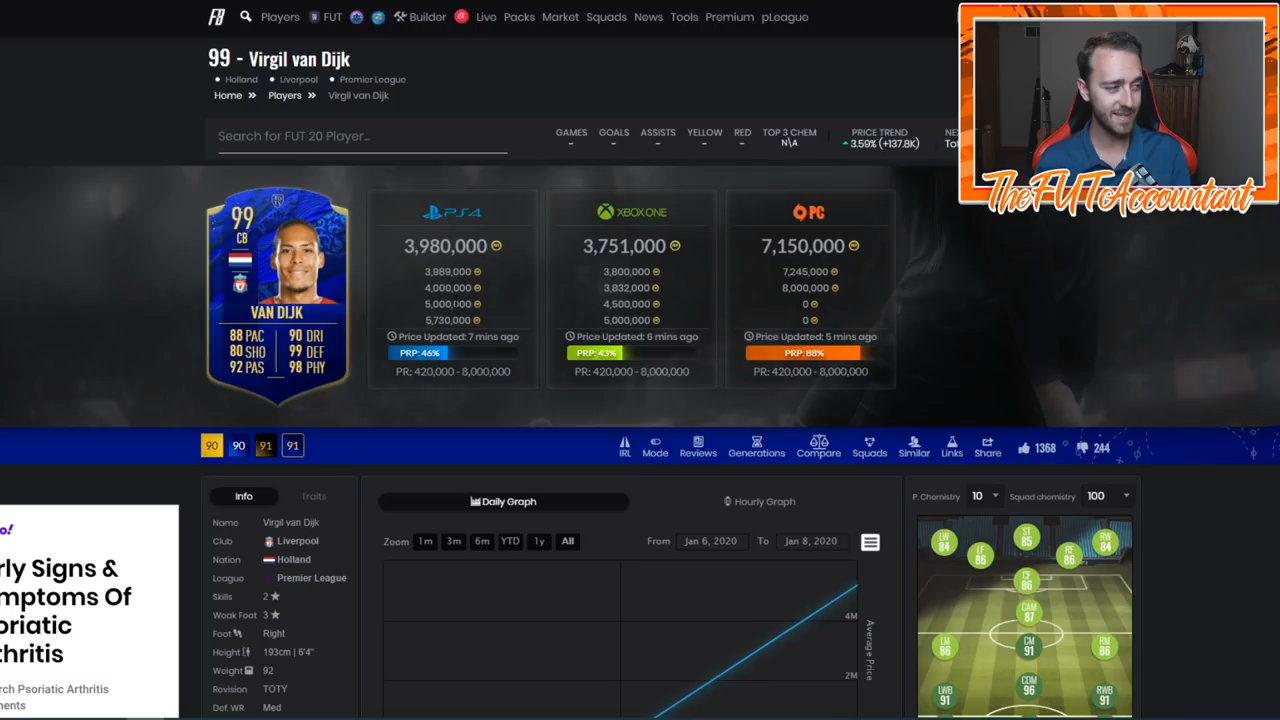 FB Players FUT Builder Live Packs Market Squads News Tools Premium pLeague
99 - Virgil van Dijk
Holland Liverpool Premier League
Home Players Virgil van Dijk
Search for FUT 20 Player...
GAMES GOALS ASSISTS YELLOW RED TOP 3 CHEM PRICE TREND
- - - - - N\A 3.59% (+137.8K)
TheFUTAccountant
99
CB
VAN DIJK
88 PAC 90 DRI
80 SHO 99 DEF
92 PAS 98 PHY
PS4
3,980,000
3,989,000
4,000,000
5,000,000
5,730,000
Price Updated: 7 mins ago
PRP: 46%
PR: 420,000 - 8,000,000
XBOX ONE
3,751,000
3,800,000
3,832,000
4,500,000
5,000,000
Price Updated: 6 mins ago
PRP: 43%
PR: 420,000 - 8,000,000
PC
7,150,000
7,245,000
8,000,000
0
0
Price Updated: 5 mins ago
PRP: 88%
PR: 420,000 - 8,000,000
90 90 91 91
IRL Mode Reviews Generations Compare Squads Similar Links Share 1368 244
Info Traits
Name Virgil van Dijk
Club Liverpool
Nation Holland
League Premier League
Skills 2
Weak Foot 3
Foot Right
Height 193cm | 6'4"
Weight 92
Revision TOTY
Def. WR Med
Daily Graph Hourly Graph
Zoom 1m 3m 6m YTD 1y All From Jan 6, 2020 To Jan 8, 2020
4M
2M
Average Price
P. Chemistry 10 Squad chemistry 100
LW 84
ST 85
RW 84
LF 86
RF 86
CF 86
CAM 87
LM 86
CM 91
RM 86
CDM 96
LWB 91
RWB 91
o!
rly Signs &
mptoms Of
oriatic
thritis
rch Psoriatic Arthritis
ments